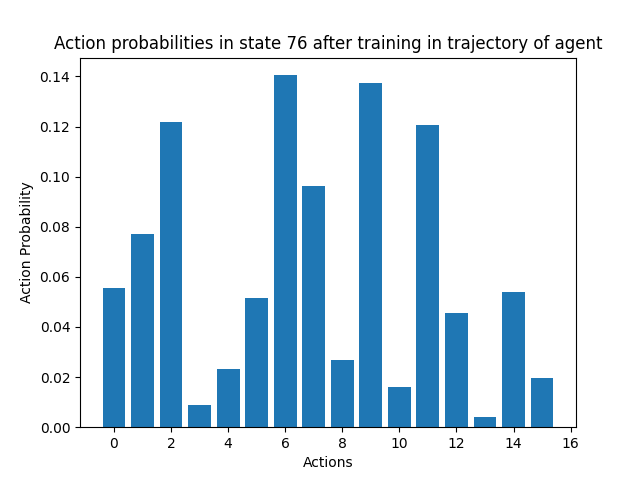 Action probabilities in state 76 after training in trajectory of agent
0.14
0.12
0.10
0.08
0.06
0.04
0.02
0.00
Action Probability
0 2 4 6 8 10 12 14 16
Actions